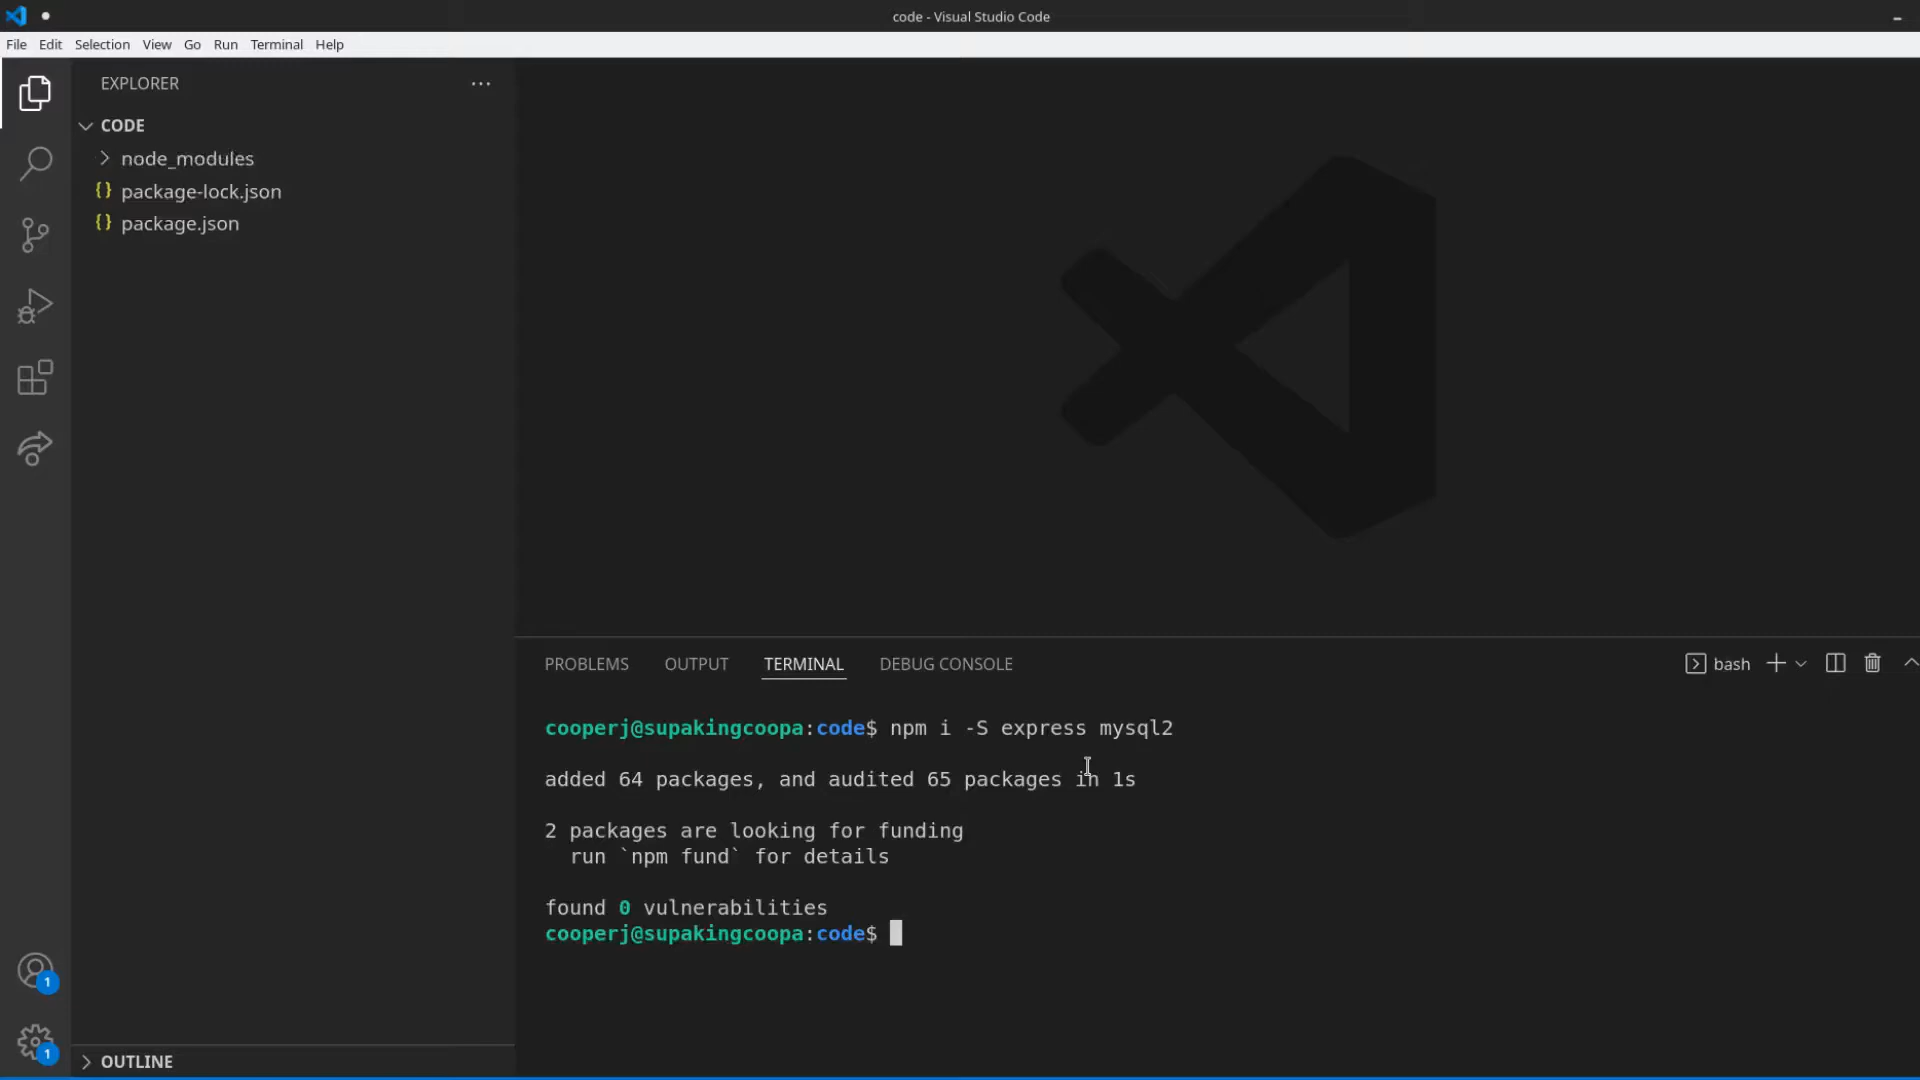 code - Visual Studio Code
File Edit Selection View Go Run Terminal Help
EXPLORER
CODE
node_modules
{} package-lock.json
{} package.json
PROBLEMS OUTPUT TERMINAL DEBUG CONSOLE
bash
cooperj@supakingcoopa:code$ npm i -S express mysql2
added 64 packages, and audited 65 packages in 1s
2 packages are looking for funding
run `npm fund` for details
found 0 vulnerabilities
cooperj@supakingcoopa:code$
1
1
OUTLINE